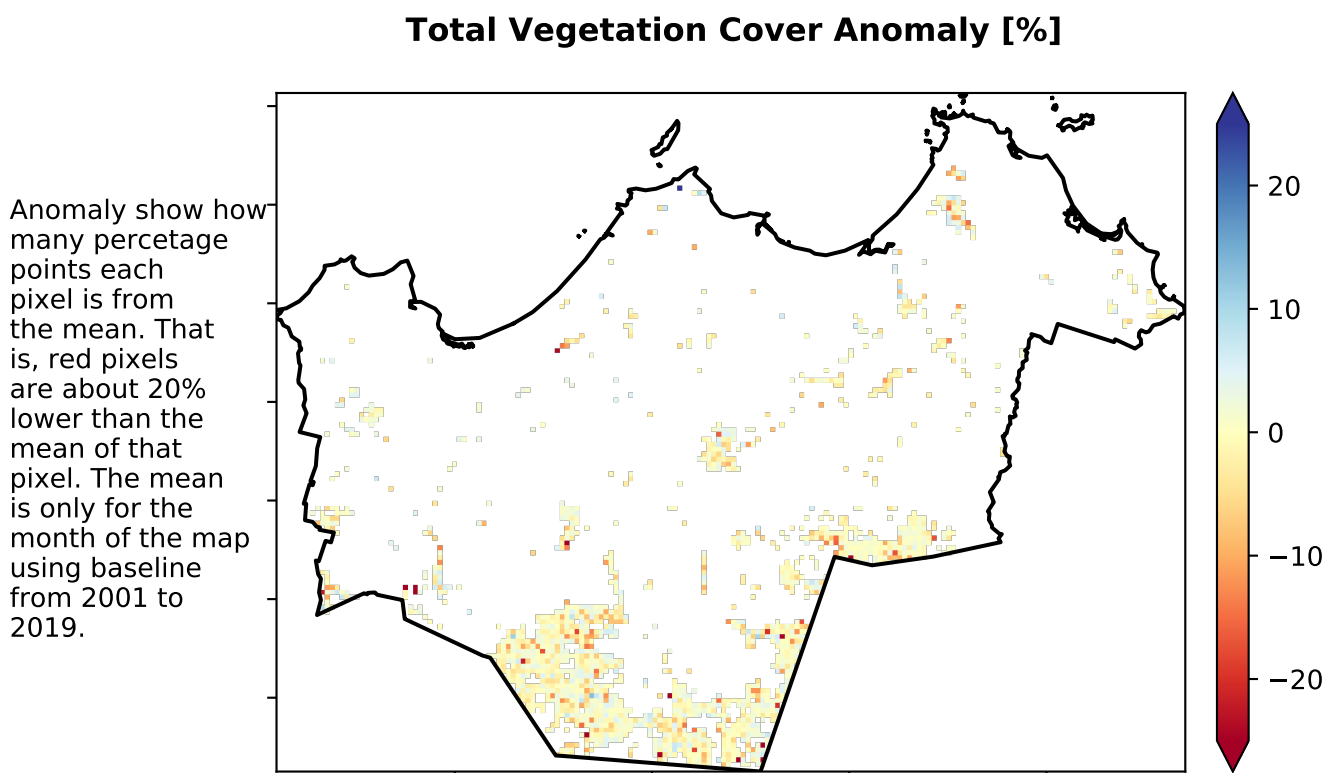 Total Vegetation Cover Anomaly [%]
Anomaly show how
many percetage
points each
pixel is from
the mean. That
is, red pixels
are about 20%
lower than the
mean of that
pixel. The mean
is only for the
month of the map
using baseline
from 2001 to
2019.
20
10
0
−10
−20